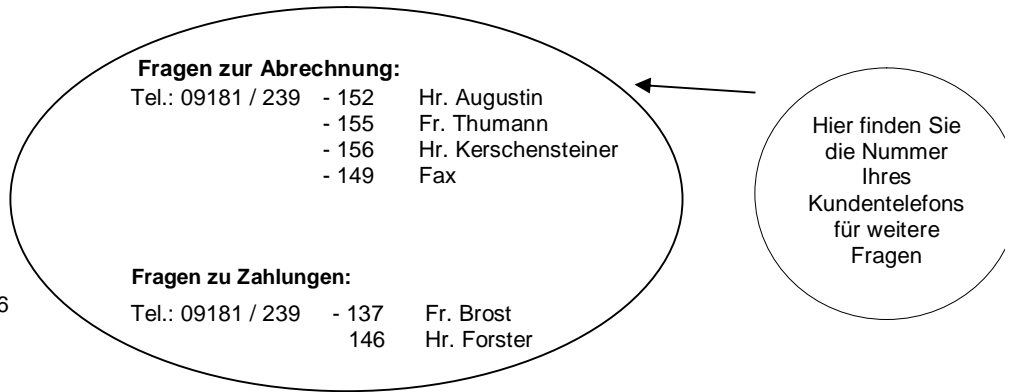 Fragen zur Abrechnung:
Tel.: 09181 / 239 - 152 Hr. Augustin
- 155 Fr. Thumann
- 156 Hr. Kerschensteiner
- 149 Fax
Fragen zu Zahlungen:
Tel.: 09181 / 239 - 137 Fr. Brost
146 Hr. Forster
6
Hier finden Sie
die Nummer
Ihres
Kundentelefons
für weitere
Fragen